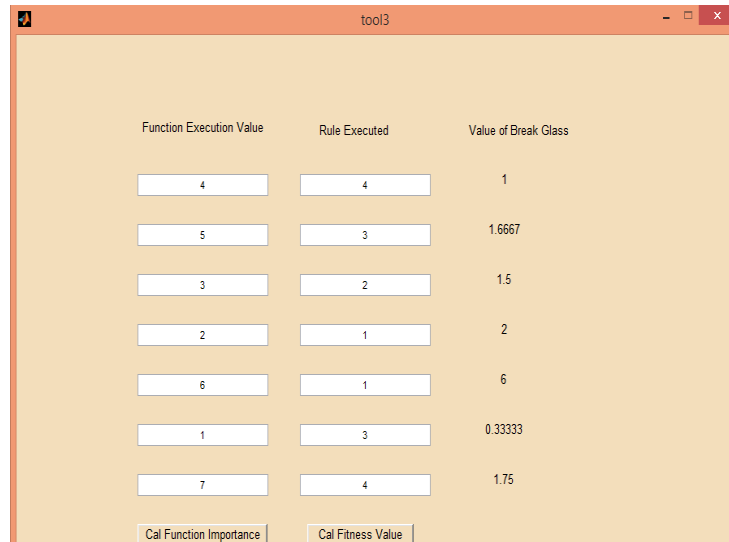 tool3
Function Execution Value Rule Executed Value of Break Glass
4 4 1
5 3 1.6667
3 2 1.5
2 1 2
6 1 6
1 3 0.33333
7 4 1.75
Cal Function Importance Cal Fitness Value